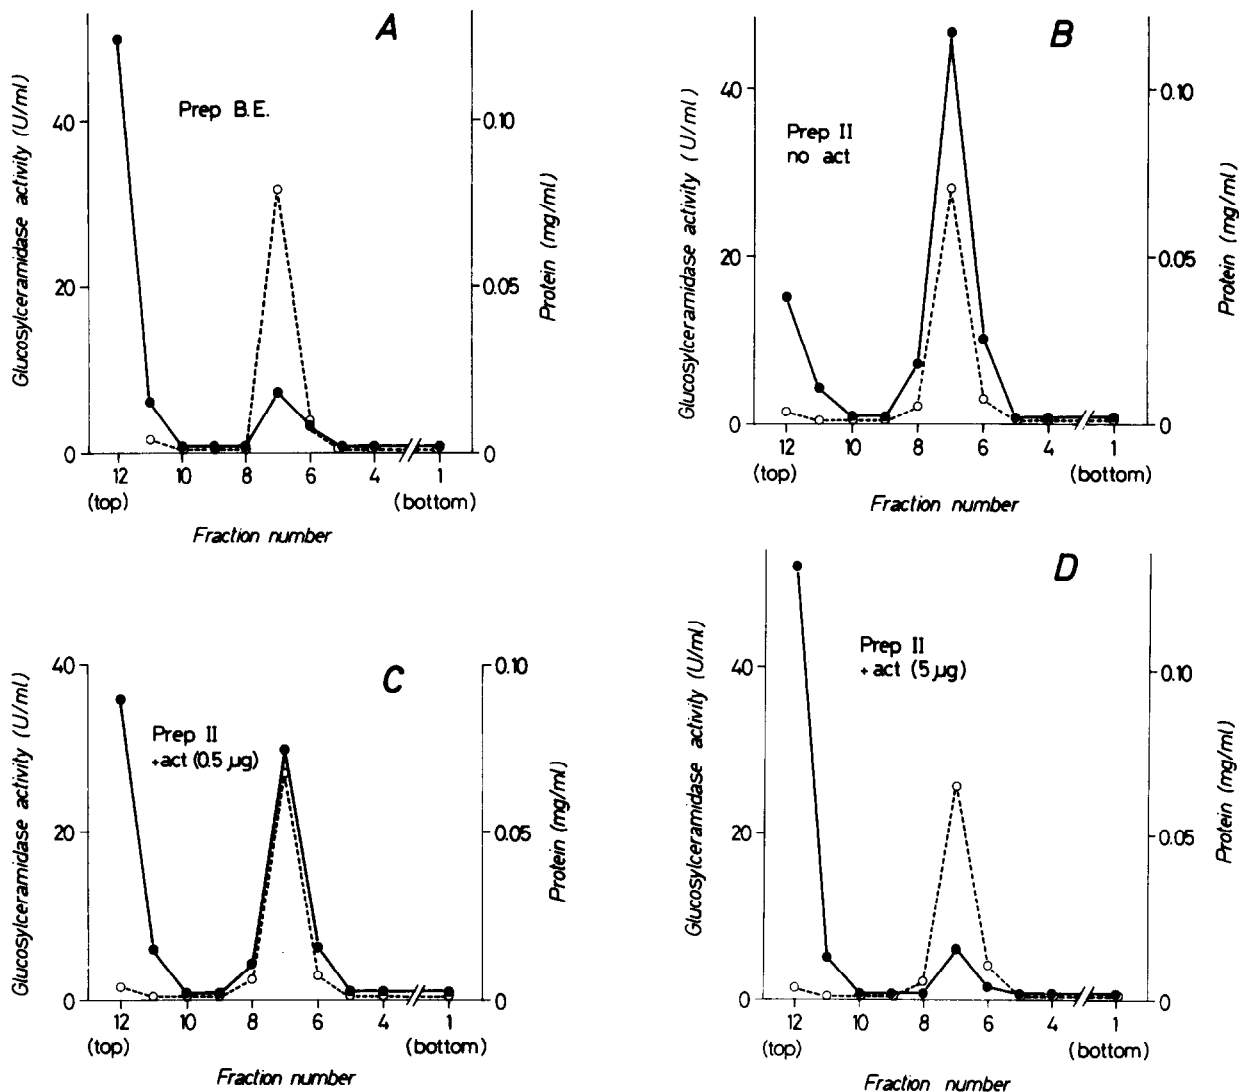 A
Prep B.E.
Glucosylceramidase activity (U/ml)
40
20
0
0.10
0.05
0
Protein (mg/ml)
12 10 8 6 4 1
(top) (bottom)
Fraction number
B
Prep II
no act
Glucosylceramidase activity (U/ml)
40
20
0
0.10
0.05
0
Protein (mg/ml)
12 10 8 6 4 1
(top) (bottom)
Fraction number
C
Prep II
+act (0.5 µg)
Glucosylceramidase activity (U/ml)
40
20
0
0.10
0.05
0
Protein (mg/ml)
12 10 8 6 4 1
(top) (bottom)
Fraction number
D
Prep II
+act (5 µg)
Glucosylceramidase activity (U/ml)
40
20
0
0.10
0.05
0
Protein (mg/ml)
12 10 8 6 4 1
(top) (bottom)
Fraction number